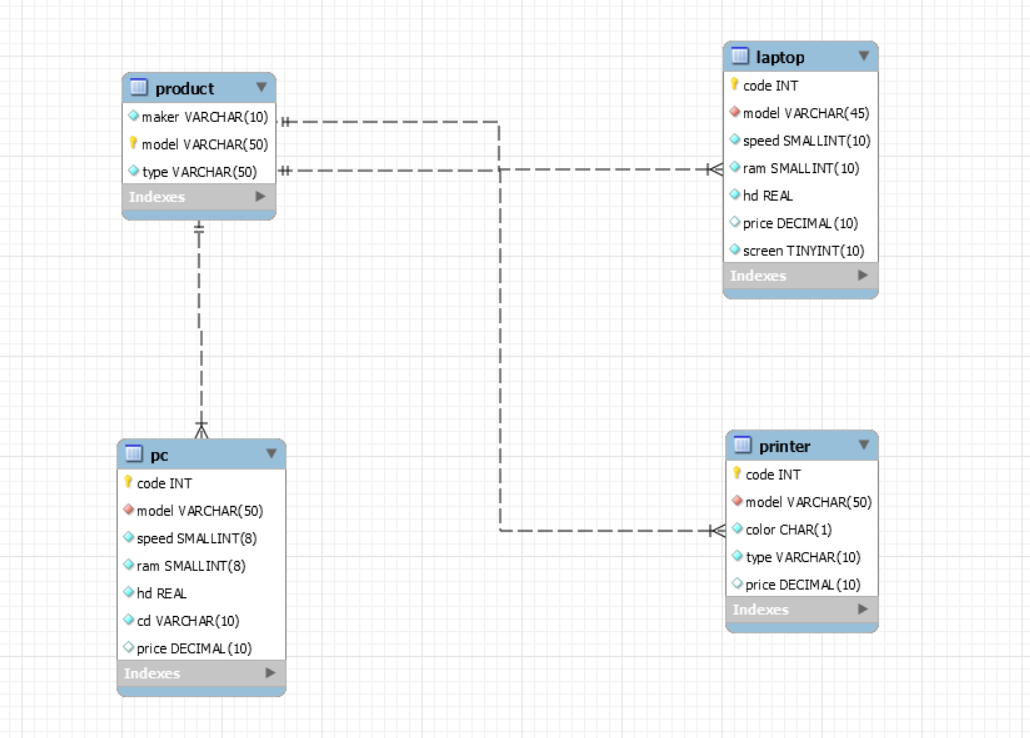 product
maker VARCHAR(10)
model VARCHAR(50)
type VARCHAR(50)
Indexes
laptop
code INT
model VARCHAR(45)
speed SMALLINT(10)
ram SMALLINT(10)
hd REAL
price DECIMAL(10)
screen TINYINT(10)
Indexes
pc
code INT
model VARCHAR(50)
speed SMALLINT(8)
ram SMALLINT(8)
hd REAL
cd VARCHAR(10)
price DECIMAL(10)
Indexes
printer
code INT
model VARCHAR(50)
color CHAR(1)
type VARCHAR(10)
price DECIMAL(10)
Indexes